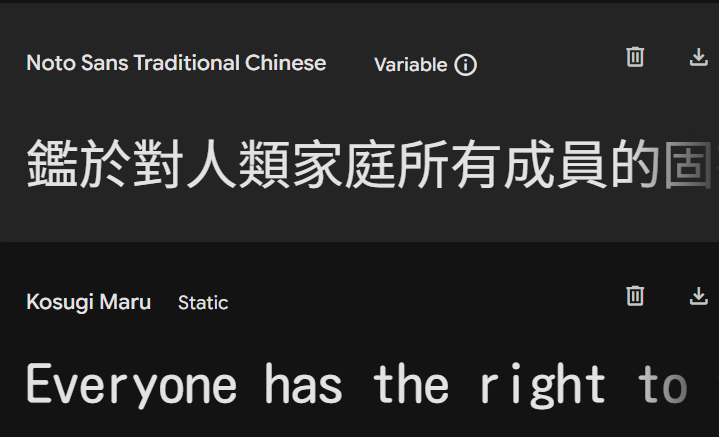 Noto Sans Traditional Chinese Variable
鑑於對人類家庭所有成員的固
Kosugi Maru Static
Everyone has the right to